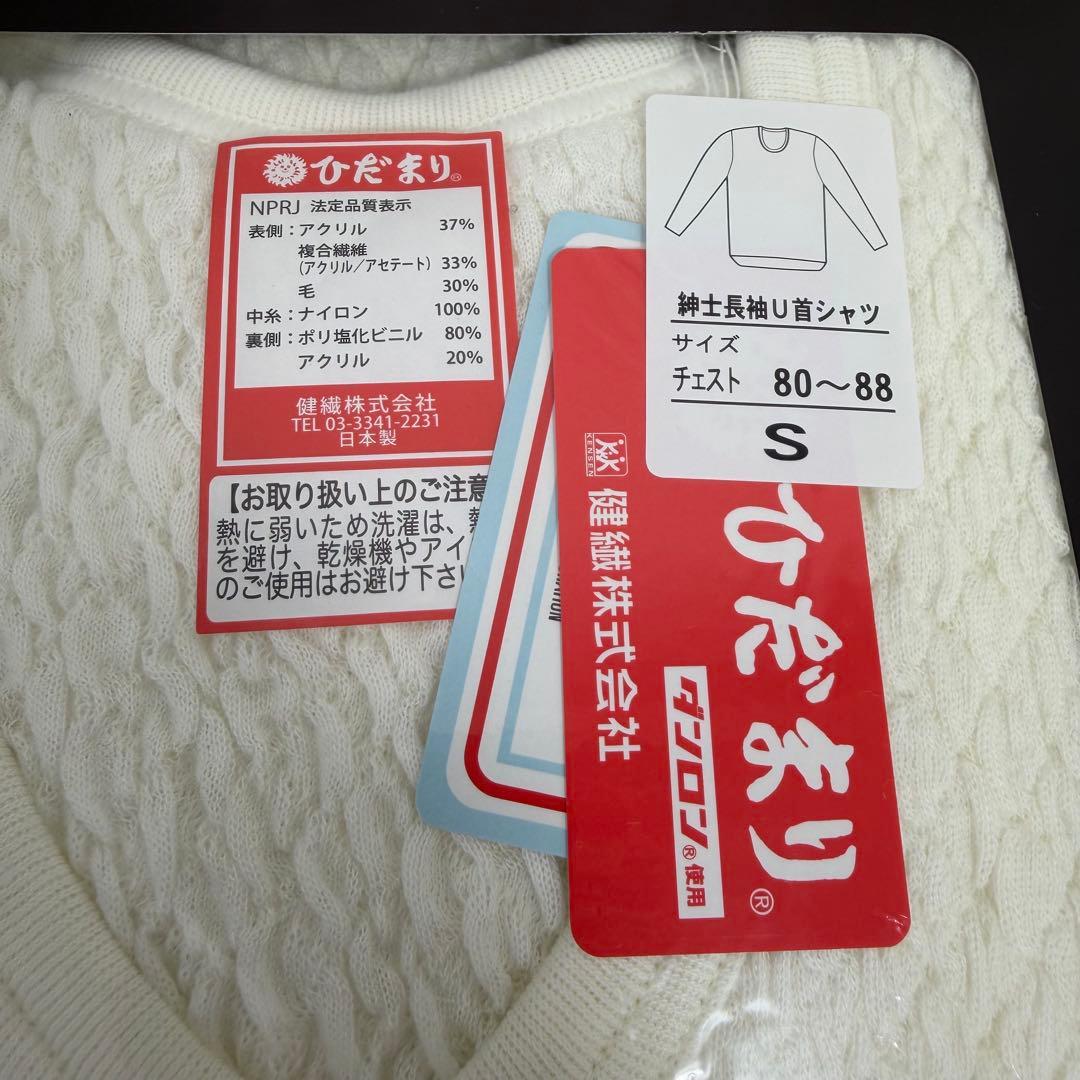 ひだまり®
NPRJ 法定品質表示
表側：アクリル 37%
複合繊維
（アクリル／アセテート） 33%
毛 30%
中糸：ナイロン 100%
裏側：ポリ塩化ビニル 80%
アクリル 20%
健繊株式会社
TEL 03-3341-2231
日本製
【お取り扱い上のご注意
熱に弱いため洗濯は、熱
を避け、乾燥機やアイ
のご使用はお避け下さい
紳士長袖U首シャツ
サイズ
チェスト 80～88
S
ひだまり®
ダンロン®使用
KENSEN
健繊株式会社